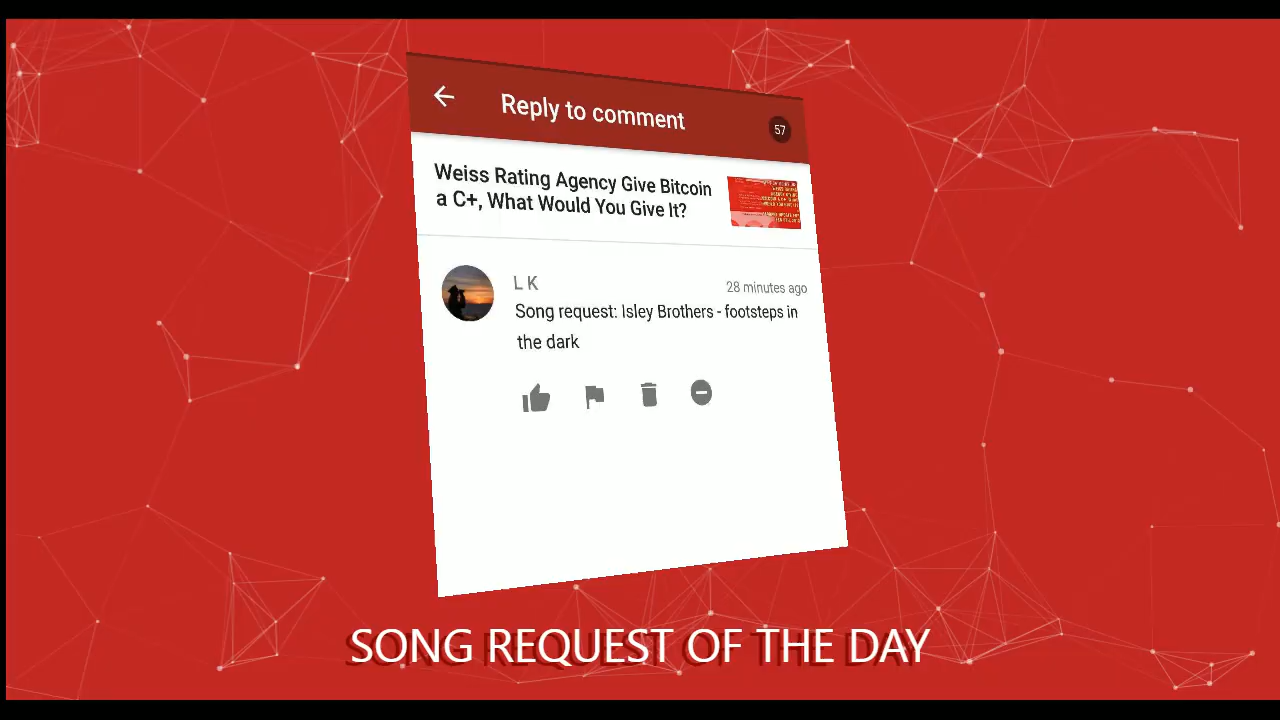 Reply to comment
57
Weiss Rating Agency Give Bitcoin
a C+, What Would You Give It?
L K
28 minutes ago
Song request: Isley Brothers - footsteps in
the dark
SONG REQUEST OF THE DAY